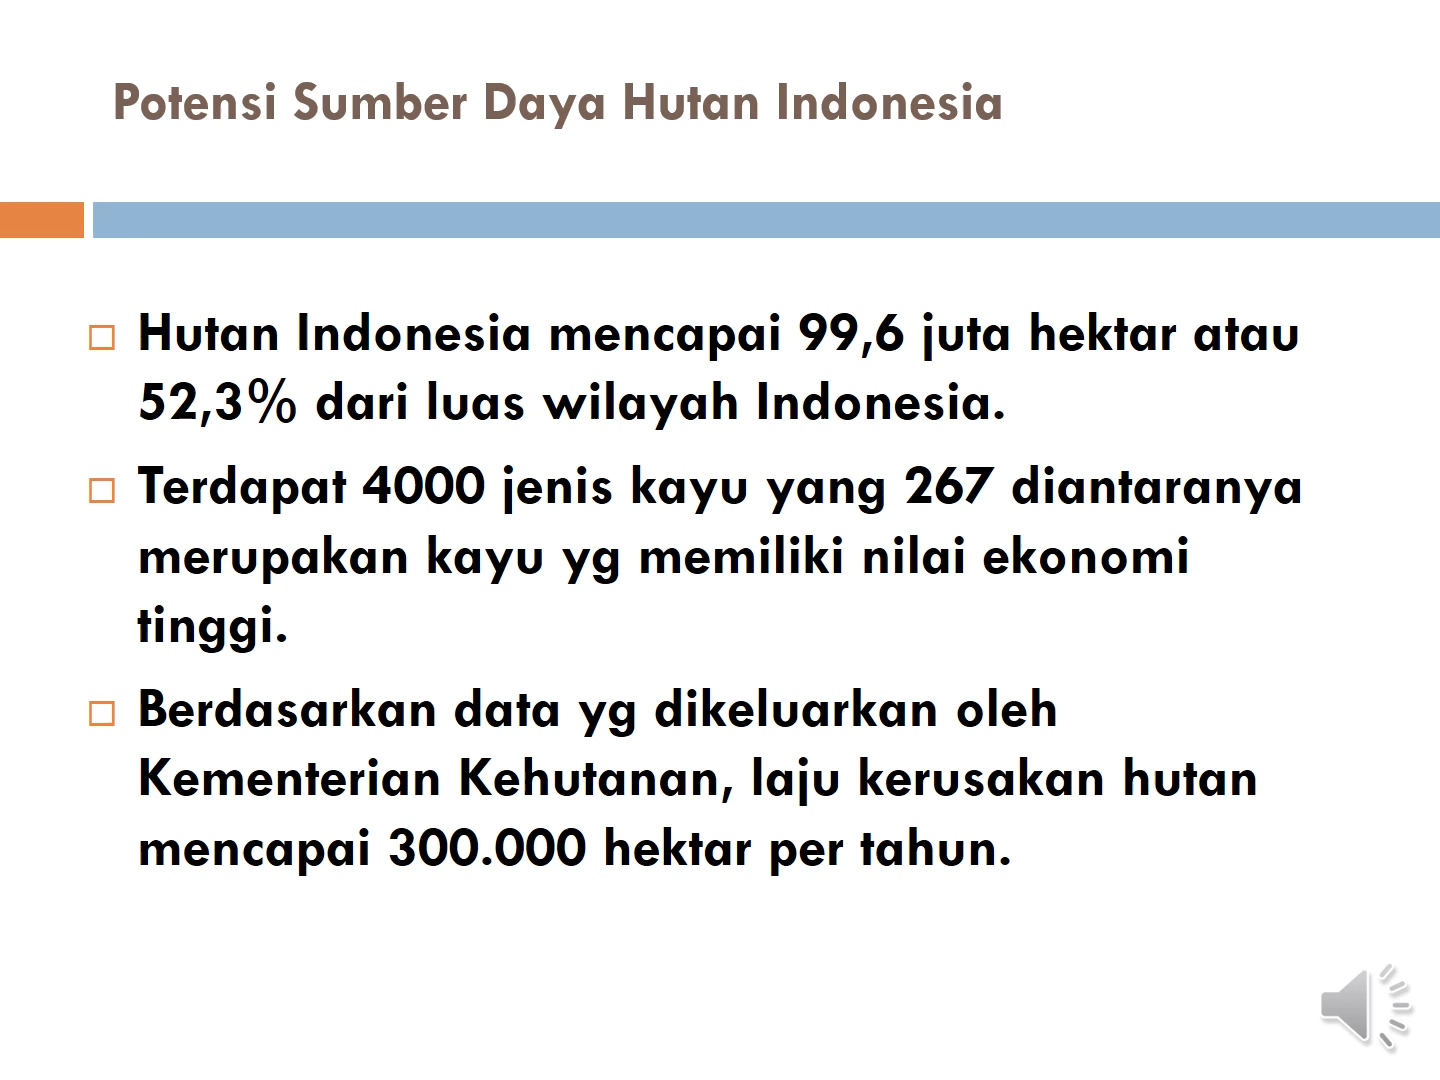 Potensi Sumber Daya Hutan Indonesia
Hutan Indonesia mencapai 99,6 juta hektar atau
52,3% dari luas wilayah Indonesia.
Terdapat 4000 jenis kayu yang 267 diantaranya
merupakan kayu yg memiliki nilai ekonomi
tinggi.
Berdasarkan data yg dikeluarkan oleh
Kementerian Kehutanan, laju kerusakan hutan
mencapai 300.000 hektar per tahun.